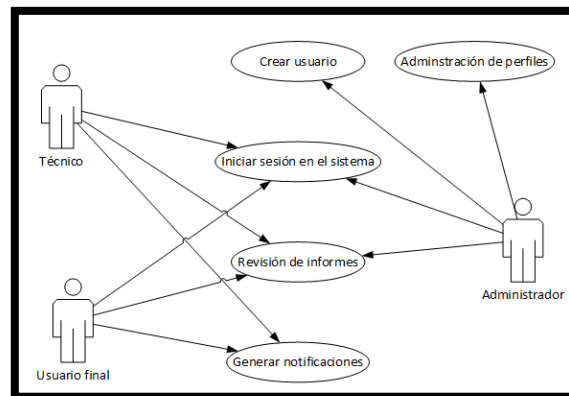 Crear usuario
Adminstración de perfiles
Técnico
Iniciar sesión en el sistema
Revisión de informes
Administrador
Usuario final
Generar notificaciones